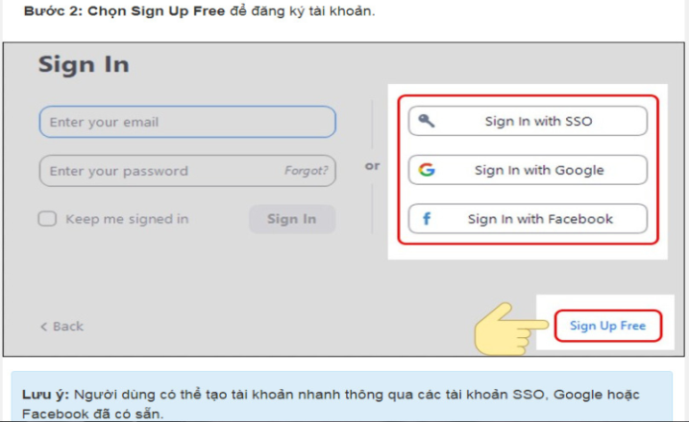 Bước 2: Chọn Sign Up Free để đăng ký tài khoản.
Sign In
Enter your email
Enter your password Forgot?
Keep me signed in Sign In
or
Sign In with SSO
Sign In with Google
Sign In with Facebook
< Back
Sign Up Free
Lưu ý: Người dùng có thể tạo tài khoản nhanh thông qua các tài khoản SSO, Google hoặc
Facebook đã có sẵn.